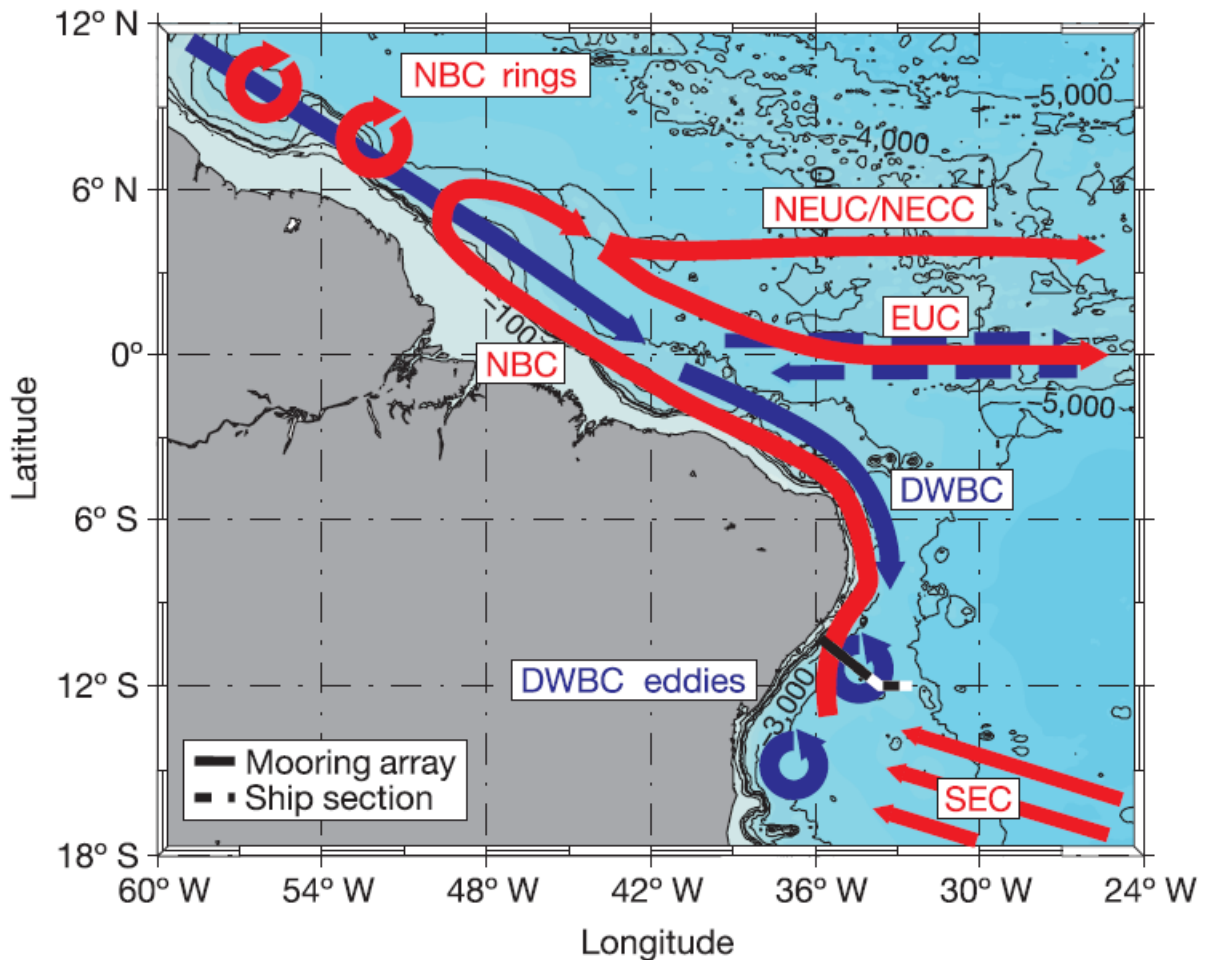 12° N
NBC rings
–5,000
–4,000
6° N
NEUC/NECC
EUC
–100
NBC
0°
–5,000
Latitude
DWBC
6° S
DWBC eddies
12° S
–3,000
Mooring array
Ship section
SEC
18° S
60° W 54° W 48° W 42° W 36° W 30° W 24° W
Longitude